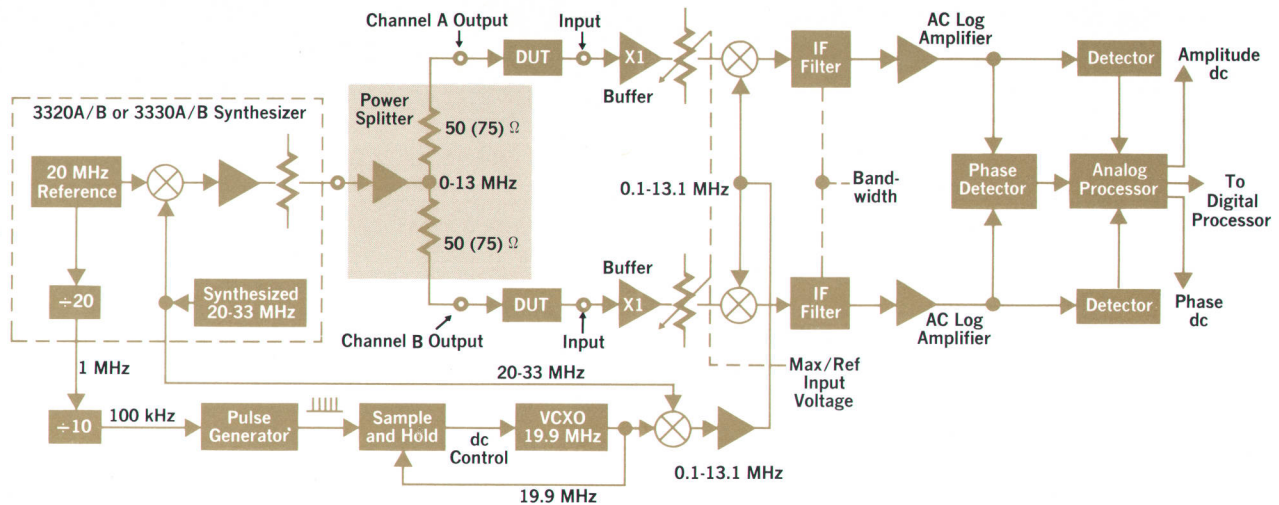 Channel A Output
Input
DUT
X1
Buffer
IF
Filter
AC Log
Amplifier
Detector
Amplitude
dc
3320A/B or 3330A/B Synthesizer
Power
Splitter
50 (75) Ω
20 MHz
Reference
0-13 MHz
0.1-13.1 MHz
Band-
width
Phase
Detector
Analog
Processor
To
Digital
Processor
50 (75) Ω
÷20
Synthesized
20-33 MHz
Buffer
DUT
X1
IF
Filter
Detector
Channel B Output
Input
AC Log
Amplifier
Phase
dc
1 MHz
20-33 MHz
Max/Ref
Input
Voltage
÷10
100 kHz
Pulse
Generator
Sample
and Hold
dc
Control
VCXO
19.9 MHz
0.1-13.1 MHz
19.9 MHz